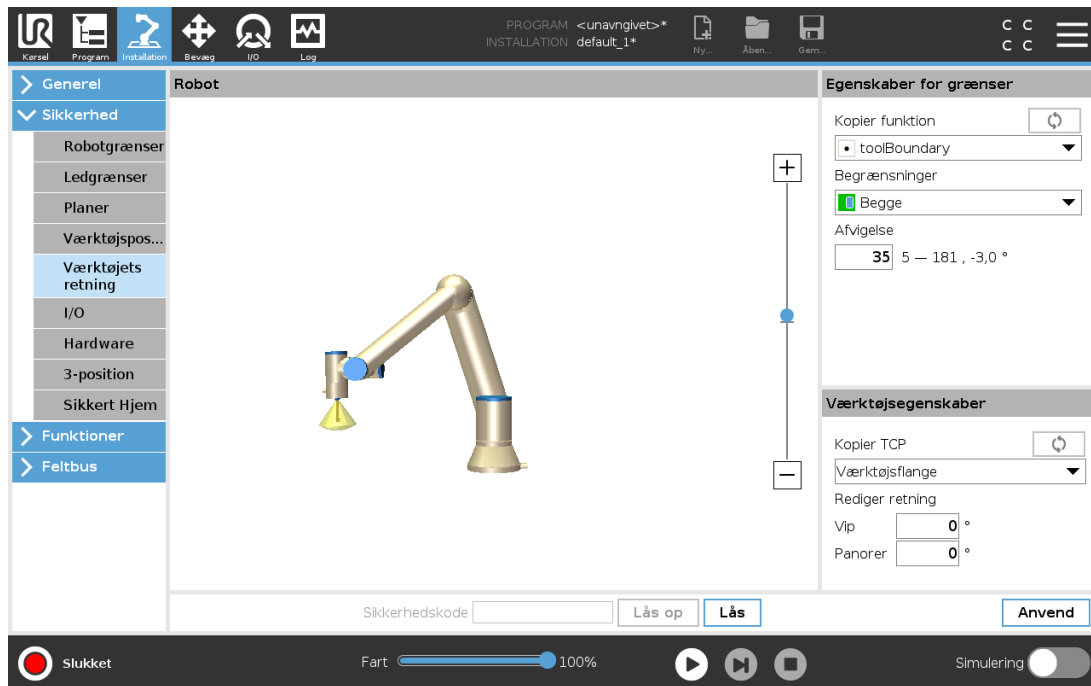 UR
Kørsel
Program
Installation
Bevæg
I/O
Log
PROGRAM <unavngivet>*
INSTALLATION default_1*
Ny...
Åben...
Gem...
C C
C C
Generel
Sikkerhed
Robotgrænser
Ledgrænser
Planer
Værktøjspos...
Værktøjets
retning
I/O
Hardware
3-position
Sikkert Hjem
Funktioner
Feltbus
Robot
Egenskaber for grænser
Kopier funktion
toolBoundary
Begrænsninger
Begge
Afvigelse
35 5 — 181 , -3,0 °
Værktøjsegenskaber
Kopier TCP
Værktøjsflange
Rediger retning
Vip 0 °
Panorer 0 °
Sikkerhedskode Lås op Lås Anvend
Slukket Fart 100% Simulering